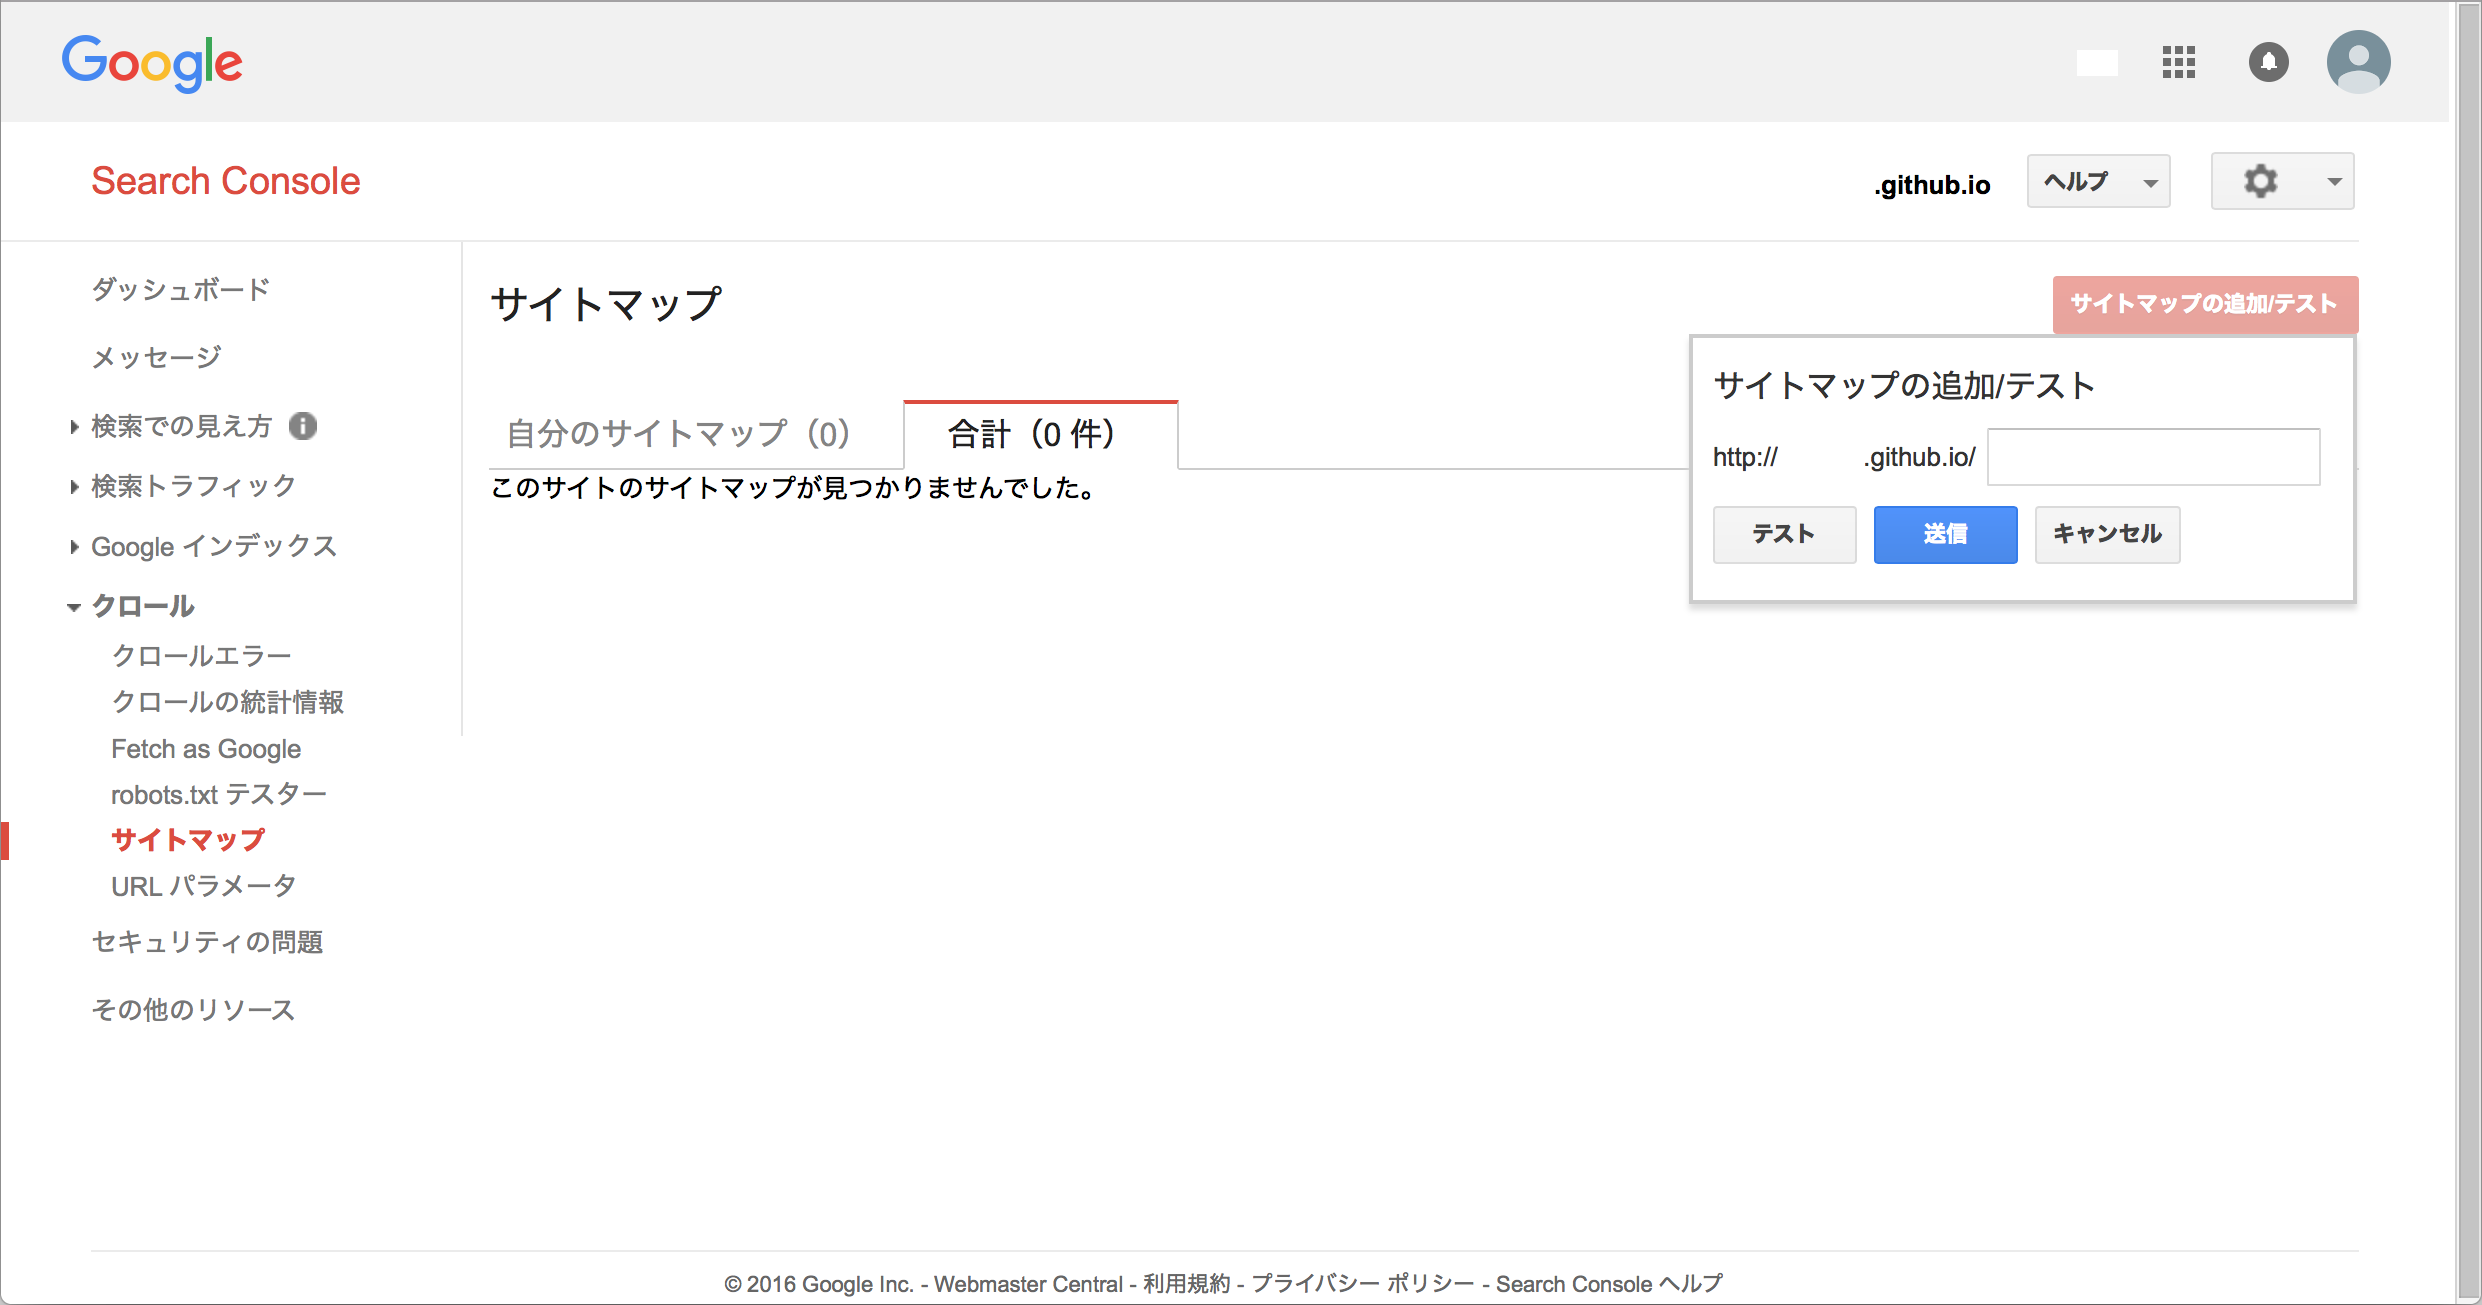 Google
Search Console
.github.io
ヘルプ
ダッシュボード
メッセージ
検索での見え方
検索トラフィック
Google インデックス
クロール
クロールエラー
クロールの統計情報
Fetch as Google
robots.txt テスター
サイトマップ
URL パラメータ
セキュリティの問題
その他のリソース
サイトマップ
サイトマップの追加/テスト
自分のサイトマップ（0）
合計（0 件）
このサイトのサイトマップが見つかりませんでした。
サイトマップの追加/テスト
http:// .github.io/
テスト 送信 キャンセル
© 2016 Google Inc. - Webmaster Central - 利用規約 - プライバシー ポリシー - Search Console ヘルプ